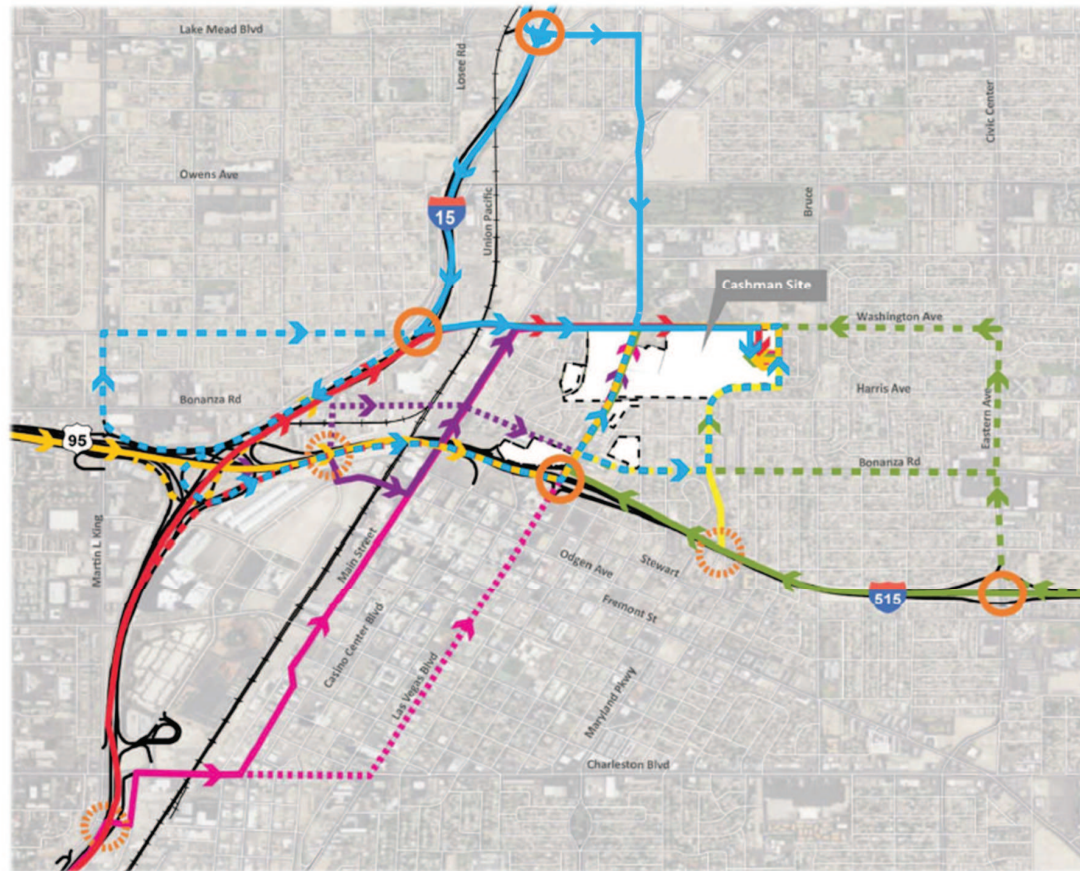 Lake Mead Blvd
Losee Rd
Civic Center
Owens Ave
Bruce
15
Union Pacific
Cashman Site
Washington Ave
Harris Ave
Bonanza Rd
Eastern Ave
95
Bonanza Rd
Martin L King
Main Street
Odgen Ave
Stewart
515
Fremont St
Casino Center Blvd
Las Vegas Blvd
Maryland Pkwy
Charleston Blvd